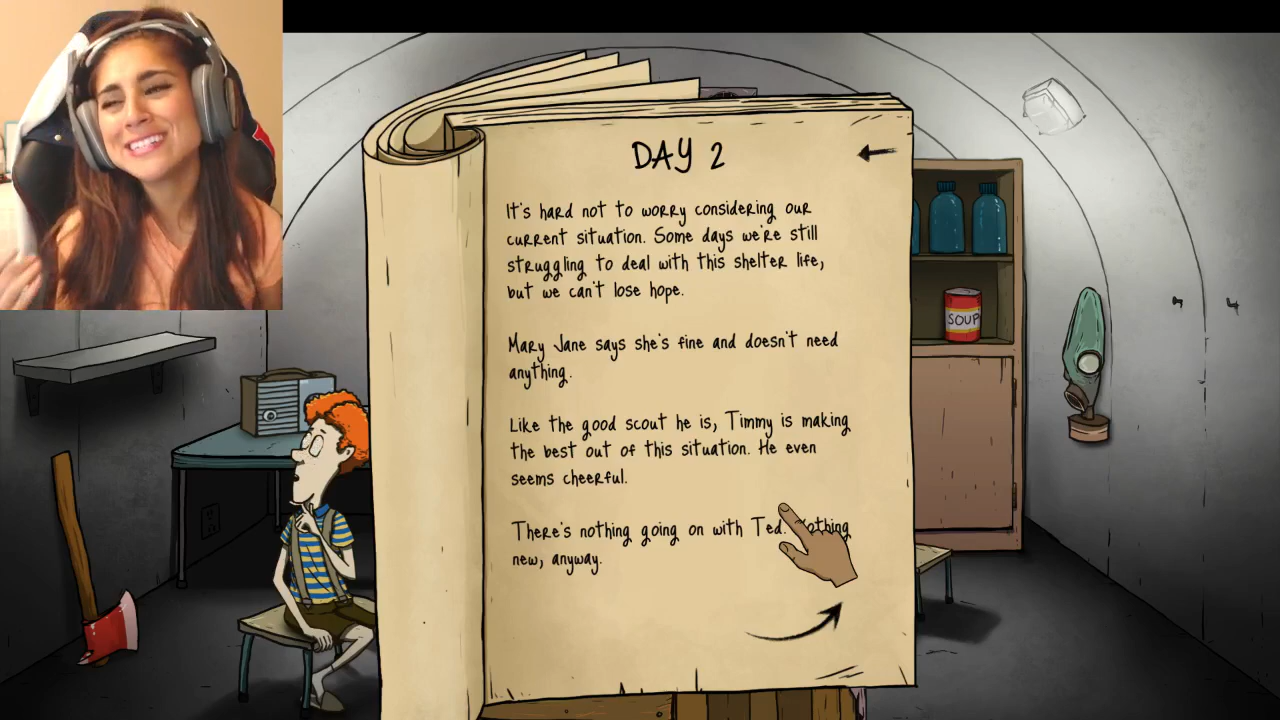 DAY 2
It's hard not to worry considering our
current situation. Some days we're still
struggling to deal with this shelter life,
but we can't lose hope.
Mary Jane says she's fine and doesn't need
anything.
Like the good scout he is, Timmy is making
the best out of this situation. He even
seems cheerful.
There's nothing going on with Ted. Nothing
new, anyway.
SOUP